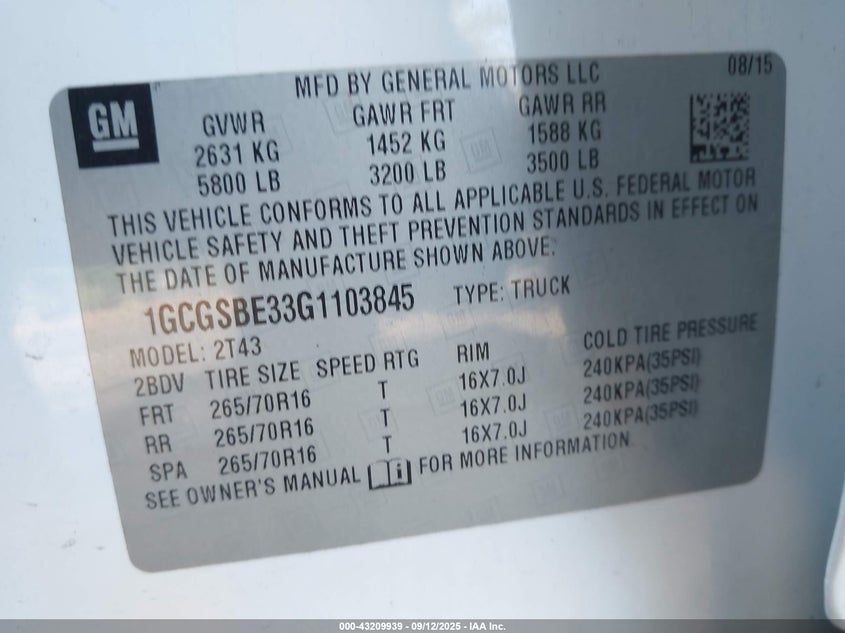 MFD BY GENERAL MOTORS LLC 08/15
GM
GVWR GAWR FRT GAWR RR
2631 KG 1452 KG 1588 KG
5800 LB 3200 LB 3500 LB
THIS VEHICLE CONFORMS TO ALL APPLICABLE U.S. FEDERAL MOTOR
VEHICLE SAFETY AND THEFT PREVENTION STANDARDS IN EFFECT ON
THE DATE OF MANUFACTURE SHOWN ABOVE.
1GCGSBE33G1103845 TYPE: TRUCK
MODEL: 2T43
2BDV TIRE SIZE SPEED RTG RIM COLD TIRE PRESSURE
FRT 265/70R16 T 16X7.0J 240KPA(35PSI)
RR 265/70R16 T 16X7.0J 240KPA(35PSI)
SPA 265/70R16 T 16X7.0J 240KPA(35PSI)
SEE OWNER'S MANUAL i FOR MORE INFORMATION
000-43209939 - 09/12/2025 - IAA Inc.